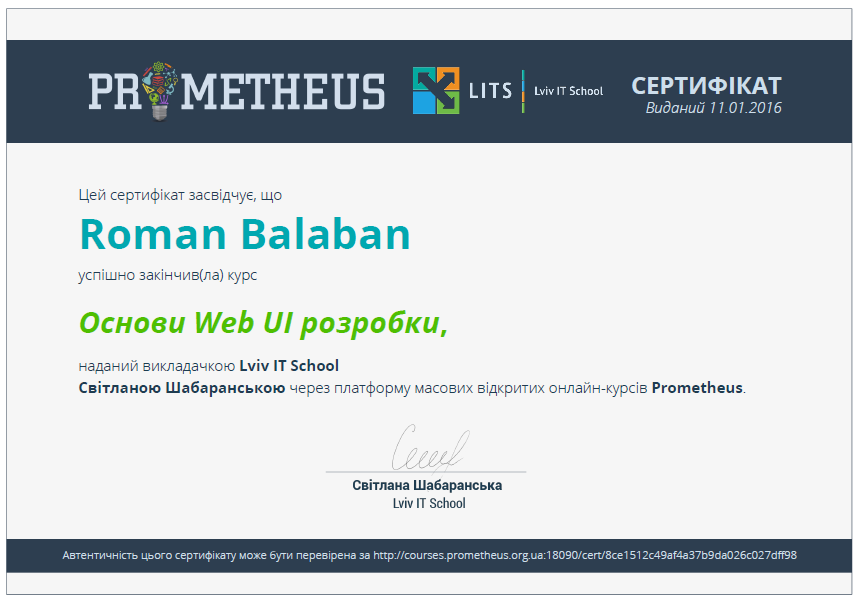 PROMETHEUS
LITS
Lviv IT School
СЕРТИФІКАТ
Виданий 11.01.2016
Цей сертифікат засвідчує, що
Roman Balaban
успішно закінчив(ла) курс
Основи Web UI розробки,
наданий викладачкою Lviv IT School
Світланою Шабаранською через платформу масових відкритих онлайн-курсів Prometheus.
Світлана Шабаранська
Lviv IT School
Автентичність цього сертифікату може бути перевірена за http://courses.prometheus.org.ua:18090/cert/8ce1512c49af4a37b9da026c027dff98